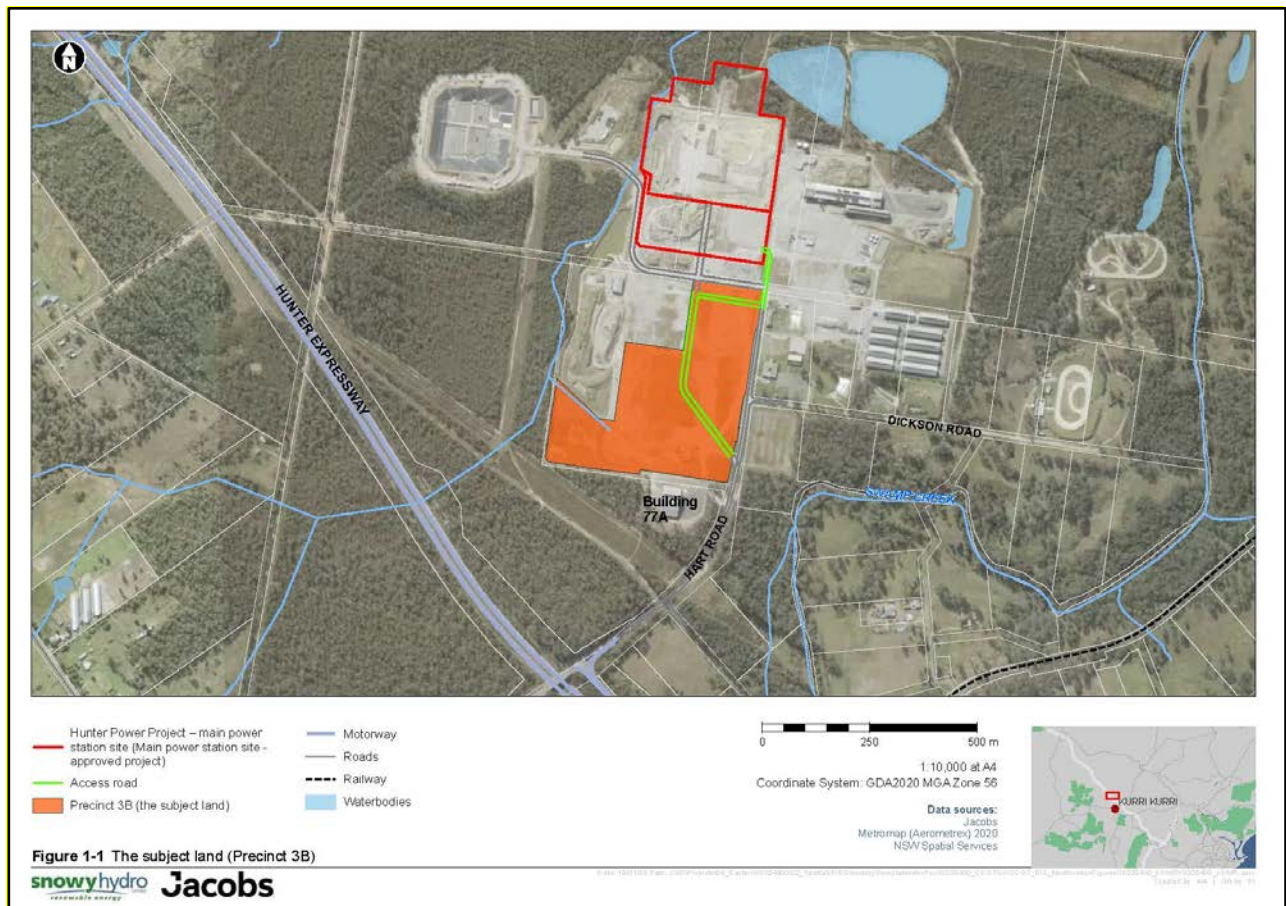 N
HUNTER EXPRESSWAY
DICKSON ROAD
SWAMP CREEK
Building
77A
HART ROAD
Hunter Power Project – main power
station site (Main power station site -
approved project)
Access road
Precinct 3B (the subject land)
Motorway
Roads
Railway
Waterbodies
0 250 500 m
1:10,000 at A4
Coordinate System: GDA2020 MGA Zone 56
Data sources:
Jacobs
Metromap (Aerometrex) 2020
NSW Spatial Services
KURRI KURRI
Figure 1-1 The subject land (Precinct 3B)
snowyhydro
renewable energy
Jacobs